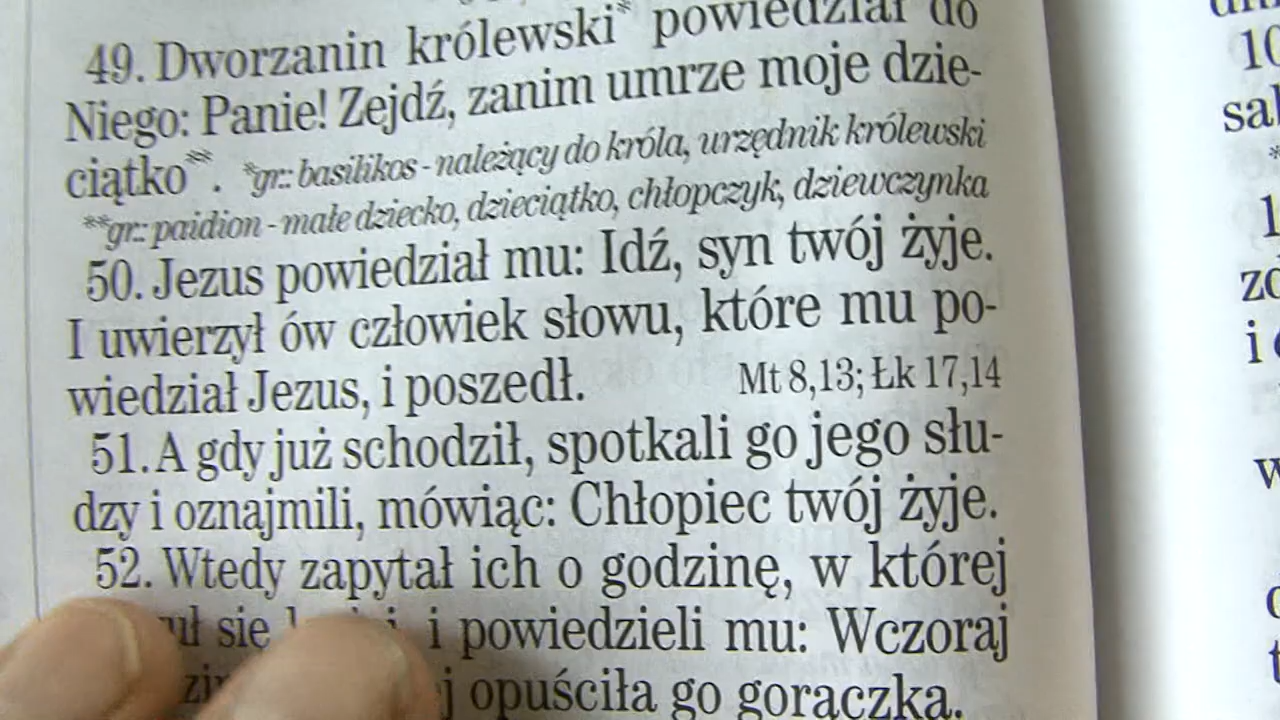 49. Dworzanin królewski* powiedział do
Niego: Panie! Zejdź, zanim umrze moje dzie-
ciątko**. *gr.: basilikos - należący do króla, urzędnik królewski
**gr.: paidion - małe dziecko, dzieciątko, chłopczyk, dziewczynka
50. Jezus powiedział mu: Idź, syn twój żyje.
I uwierzył ów człowiek słowu, które mu po-
wiedział Jezus, i poszedł. Mt 8,13; Łk 17,14
51. A gdy już schodził, spotkali go jego słu-
dzy i oznajmili, mówiąc: Chłopiec twój żyje.
52. Wtedy zapytał ich o godzinę, w której
się i powiedzieli mu: Wczoraj
opuściła go gorączka.
10
sal